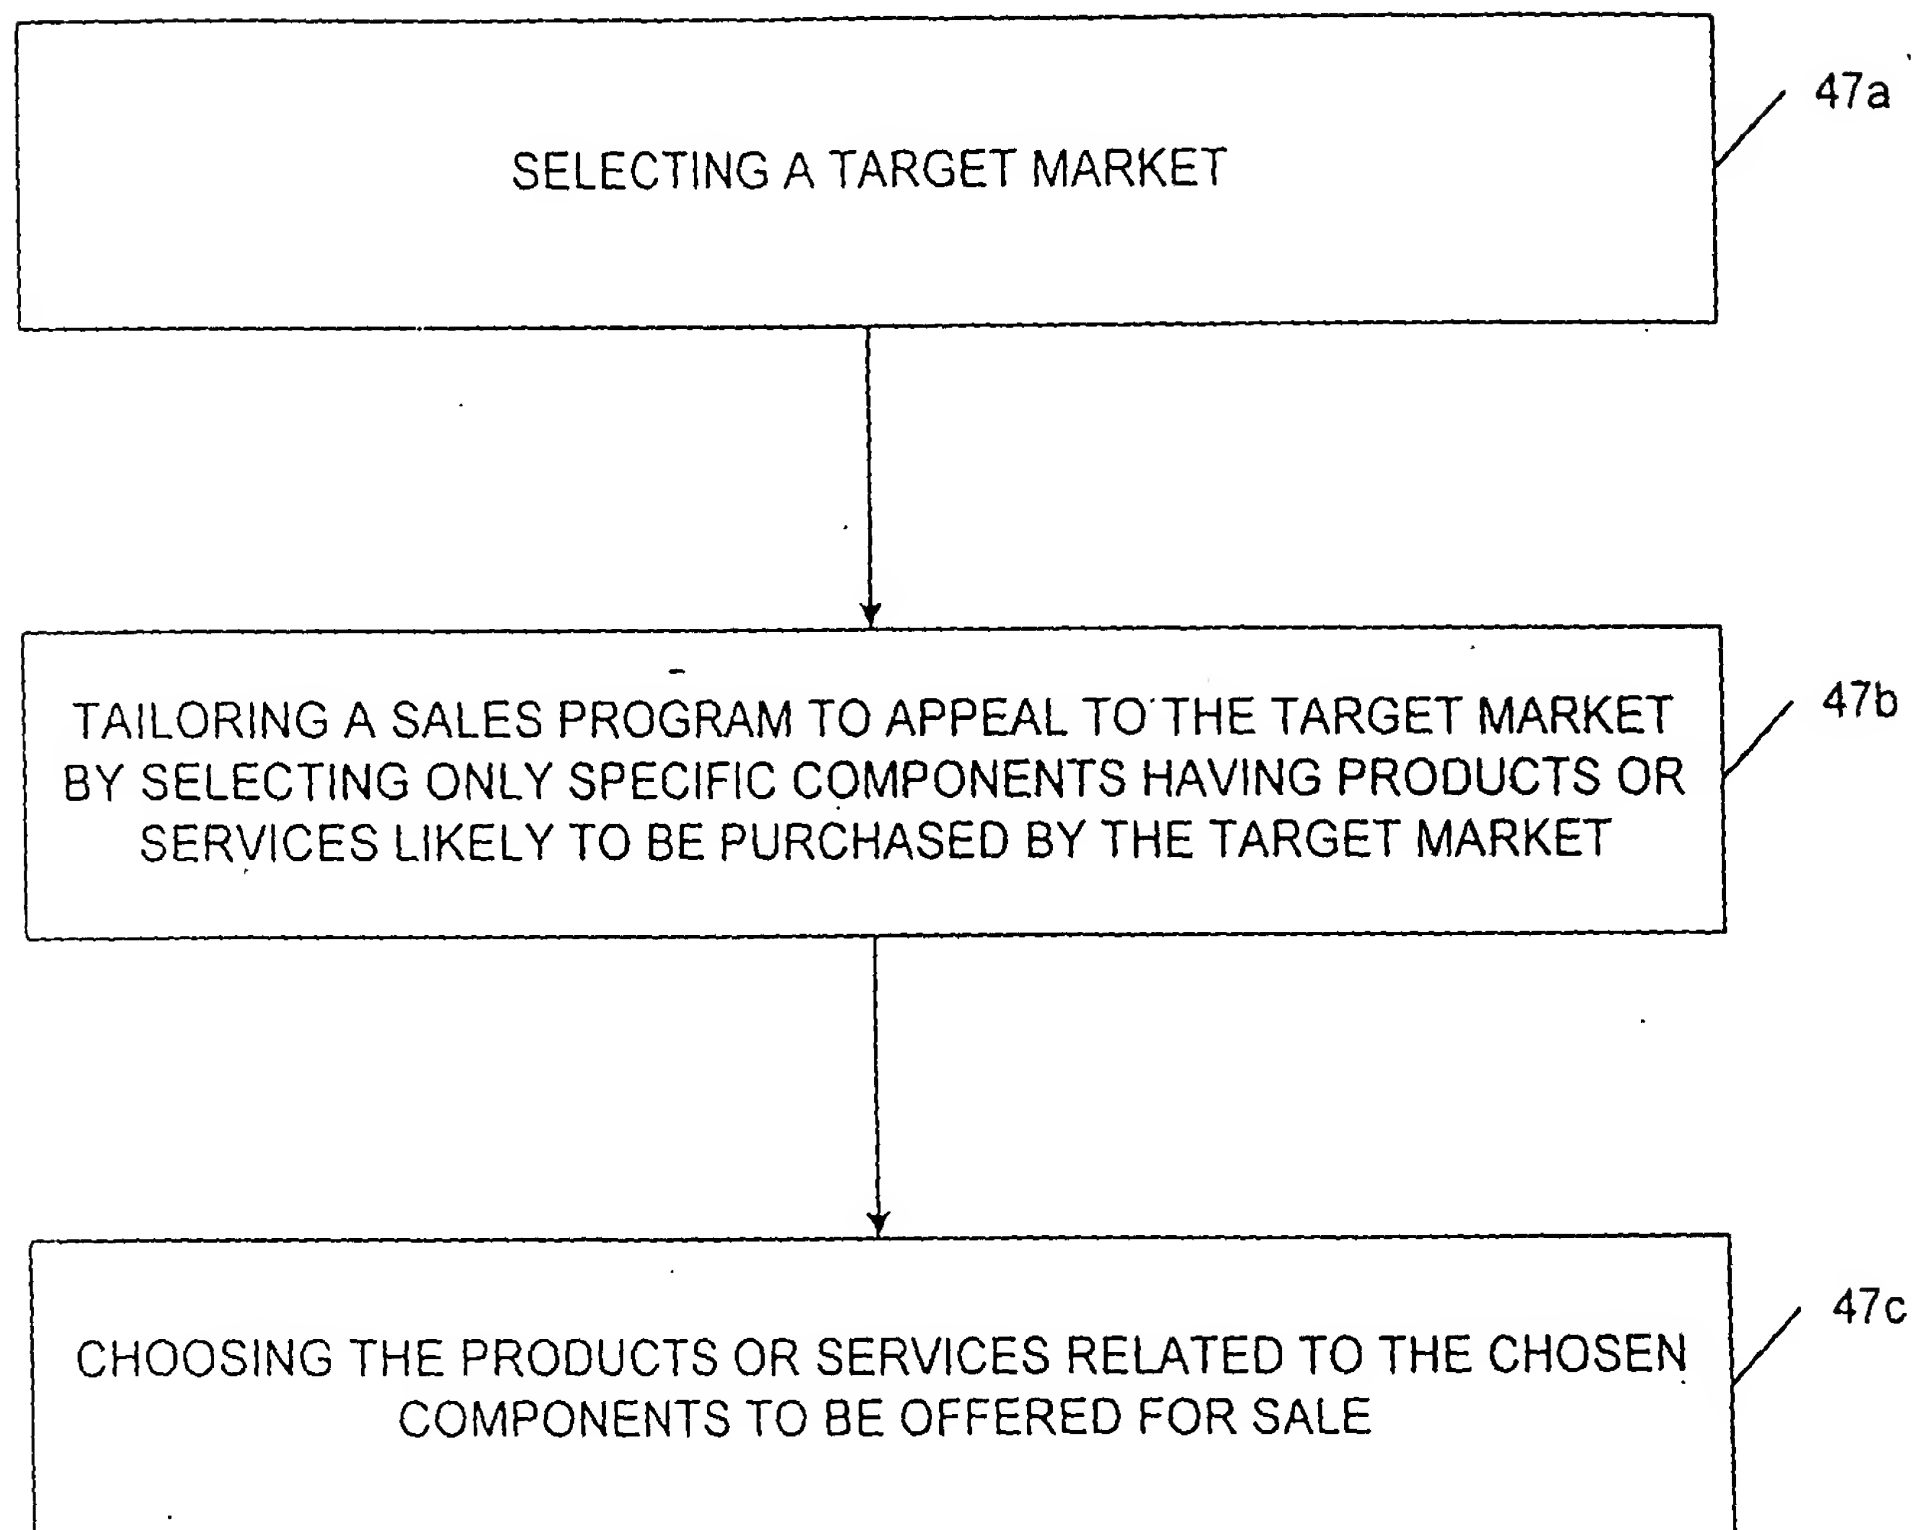 47a
SELECTING A TARGET MARKET
47b
TAILORING A SALES PROGRAM TO APPEAL TO THE TARGET MARKET
BY SELECTING ONLY SPECIFIC COMPONENTS HAVING PRODUCTS OR
SERVICES LIKELY TO BE PURCHASED BY THE TARGET MARKET
47c
CHOOSING THE PRODUCTS OR SERVICES RELATED TO THE CHOSEN
COMPONENTS TO BE OFFERED FOR SALE